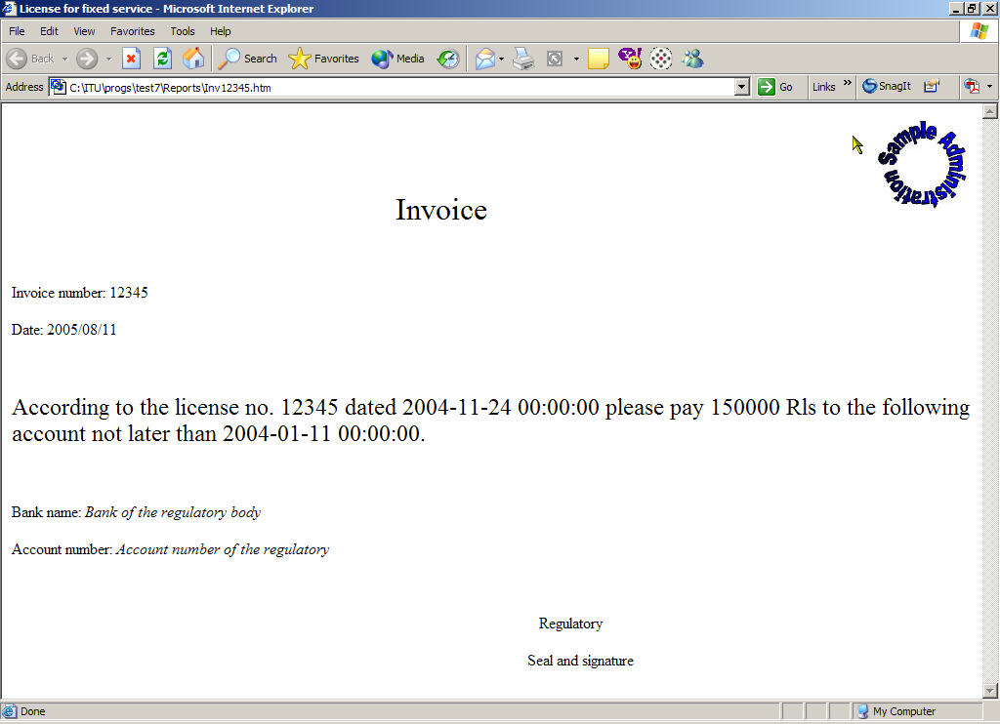 License for fixed service - Microsoft Internet Explorer
File Edit View Favorites Tools Help
Back Search Favorites Media
Address C:\ITU\progs\test7\Reports\Inv12345.htm Go Links » SnagIt
Sample Administration
Invoice
Invoice number: 12345
Date: 2005/08/11
According to the license no. 12345 dated 2004-11-24 00:00:00 please pay 150000 Rls to the following
account not later than 2004-01-11 00:00:00.
Bank name: Bank of the regulatory body
Account number: Account number of the regulatory
Regulatory
Seal and signature
Done My Computer